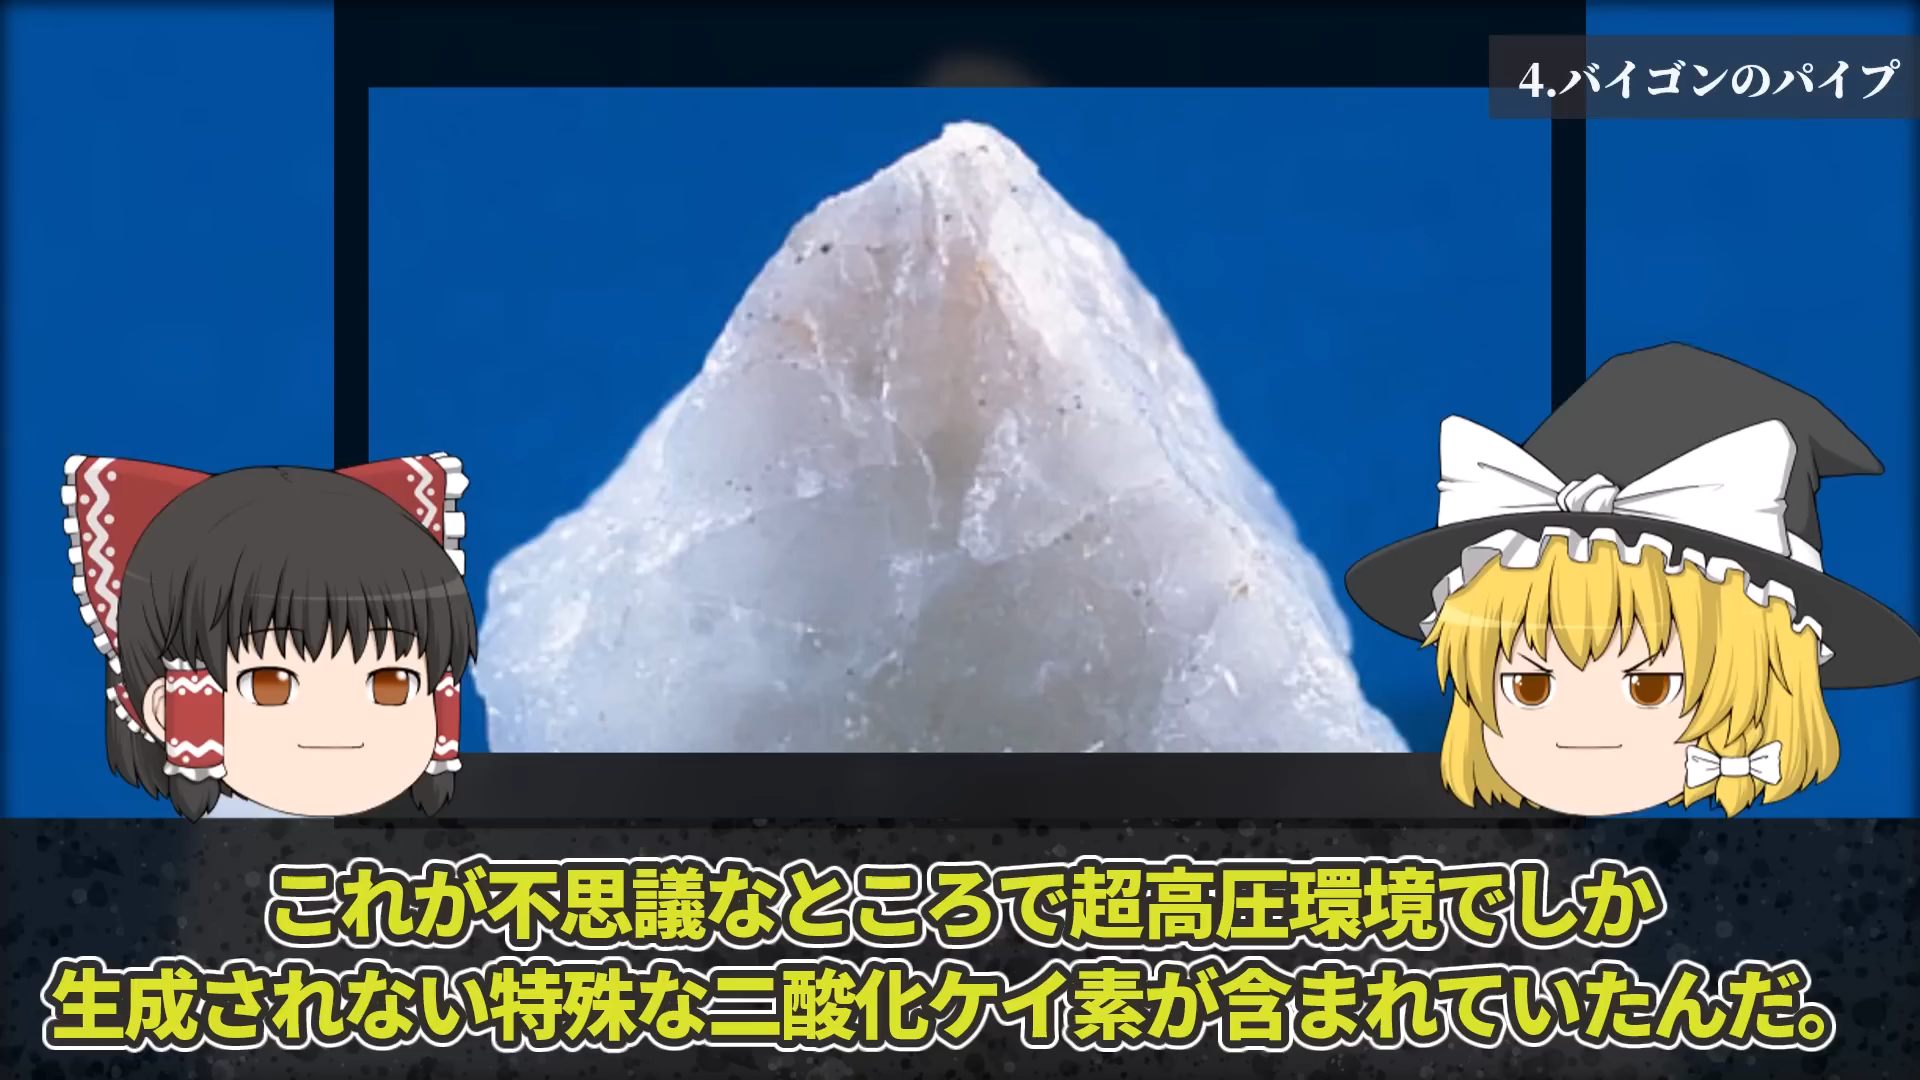 4.バイゴンのパイプ
これが不思議なところで超高圧環境でしか
生成されない特殊な二酸化ケイ素が含まれていたんだ。